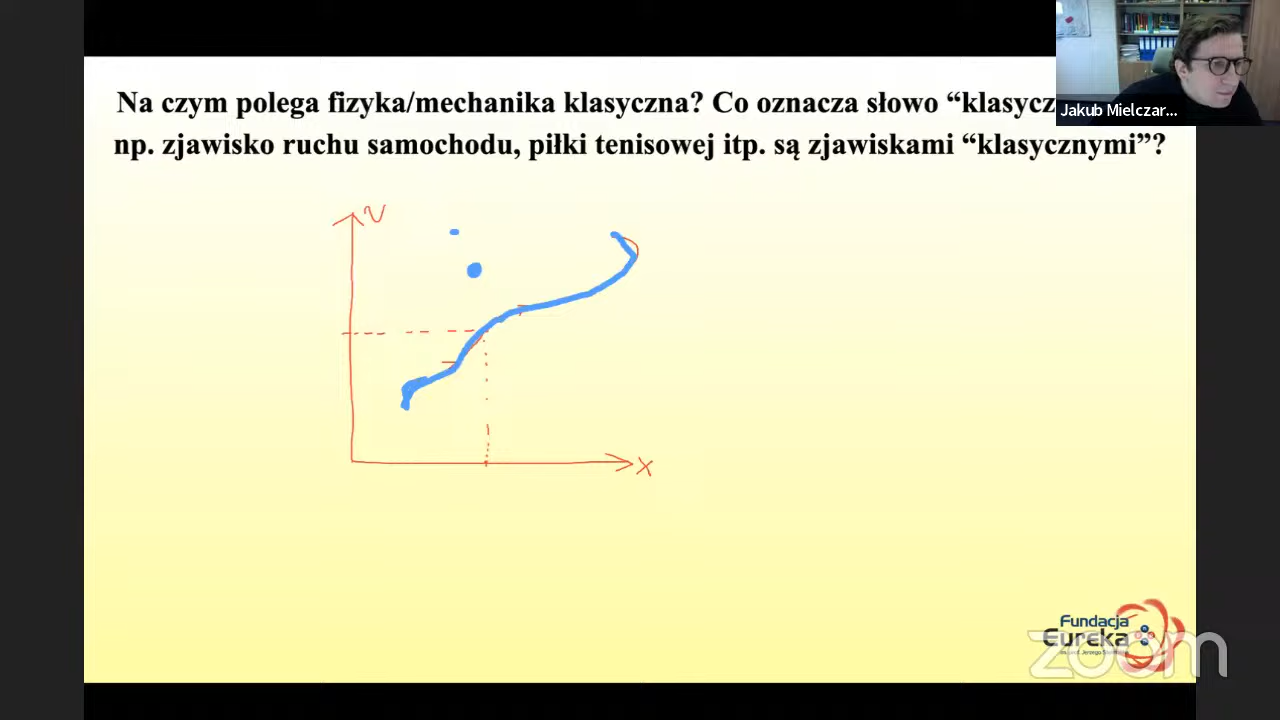 Na czym polega fizyka/mechanika klasyczna? Co oznacza słowo “klasycz
np. zjawisko ruchu samochodu, piłki tenisowej itp. są zjawiskami “klasycznymi”?
Jakub Mielczar...
v
x
Fundacja
Eureka
zoom